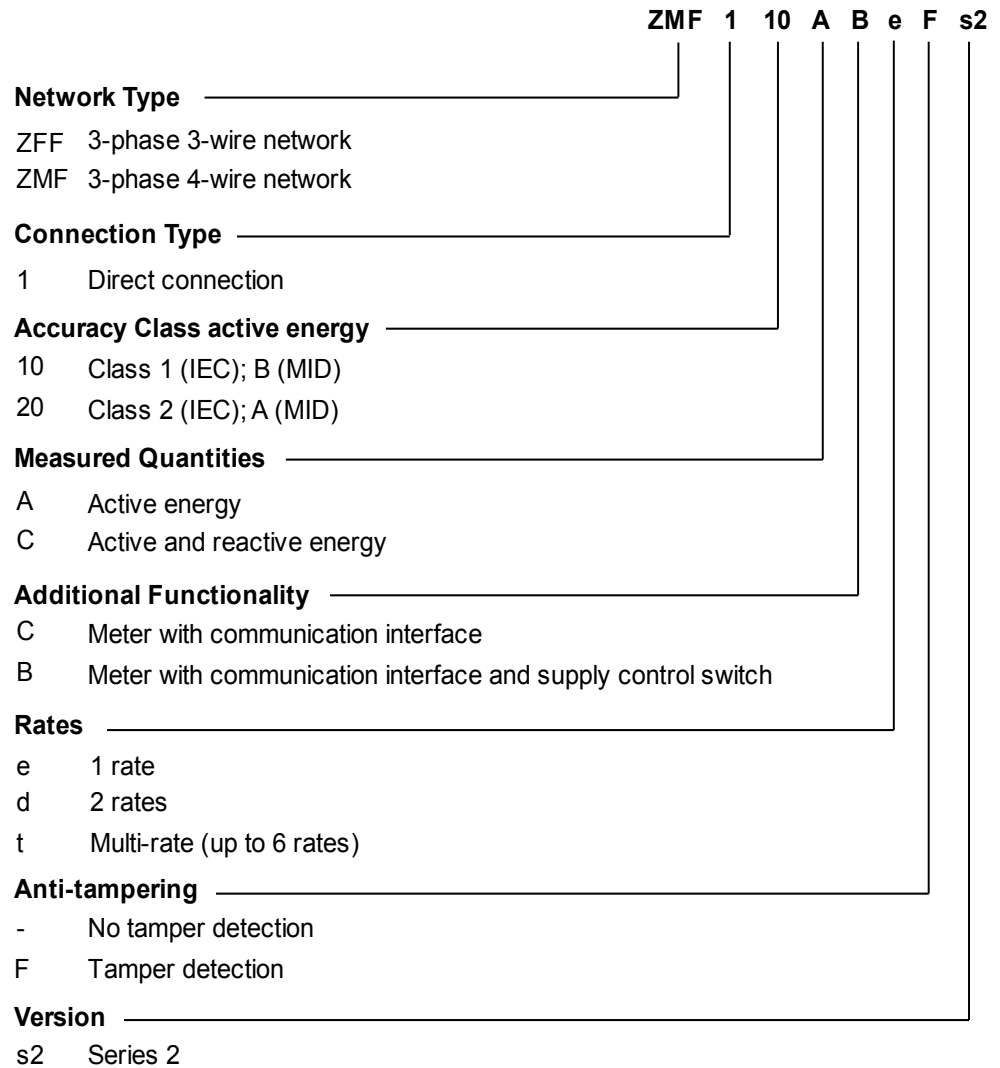 ZMF 1 10 A B e F s2
Network Type
ZFF 3-phase 3-wire network
ZMF 3-phase 4-wire network
Connection Type
1 Direct connection
Accuracy Class active energy
10 Class 1 (IEC); B (MID)
20 Class 2 (IEC); A (MID)
Measured Quantities
A Active energy
C Active and reactive energy
Additional Functionality
C Meter with communication interface
B Meter with communication interface and supply control switch
Rates
e 1 rate
d 2 rates
t Multi-rate (up to 6 rates)
Anti-tampering
- No tamper detection
F Tamper detection
Version
s2 Series 2